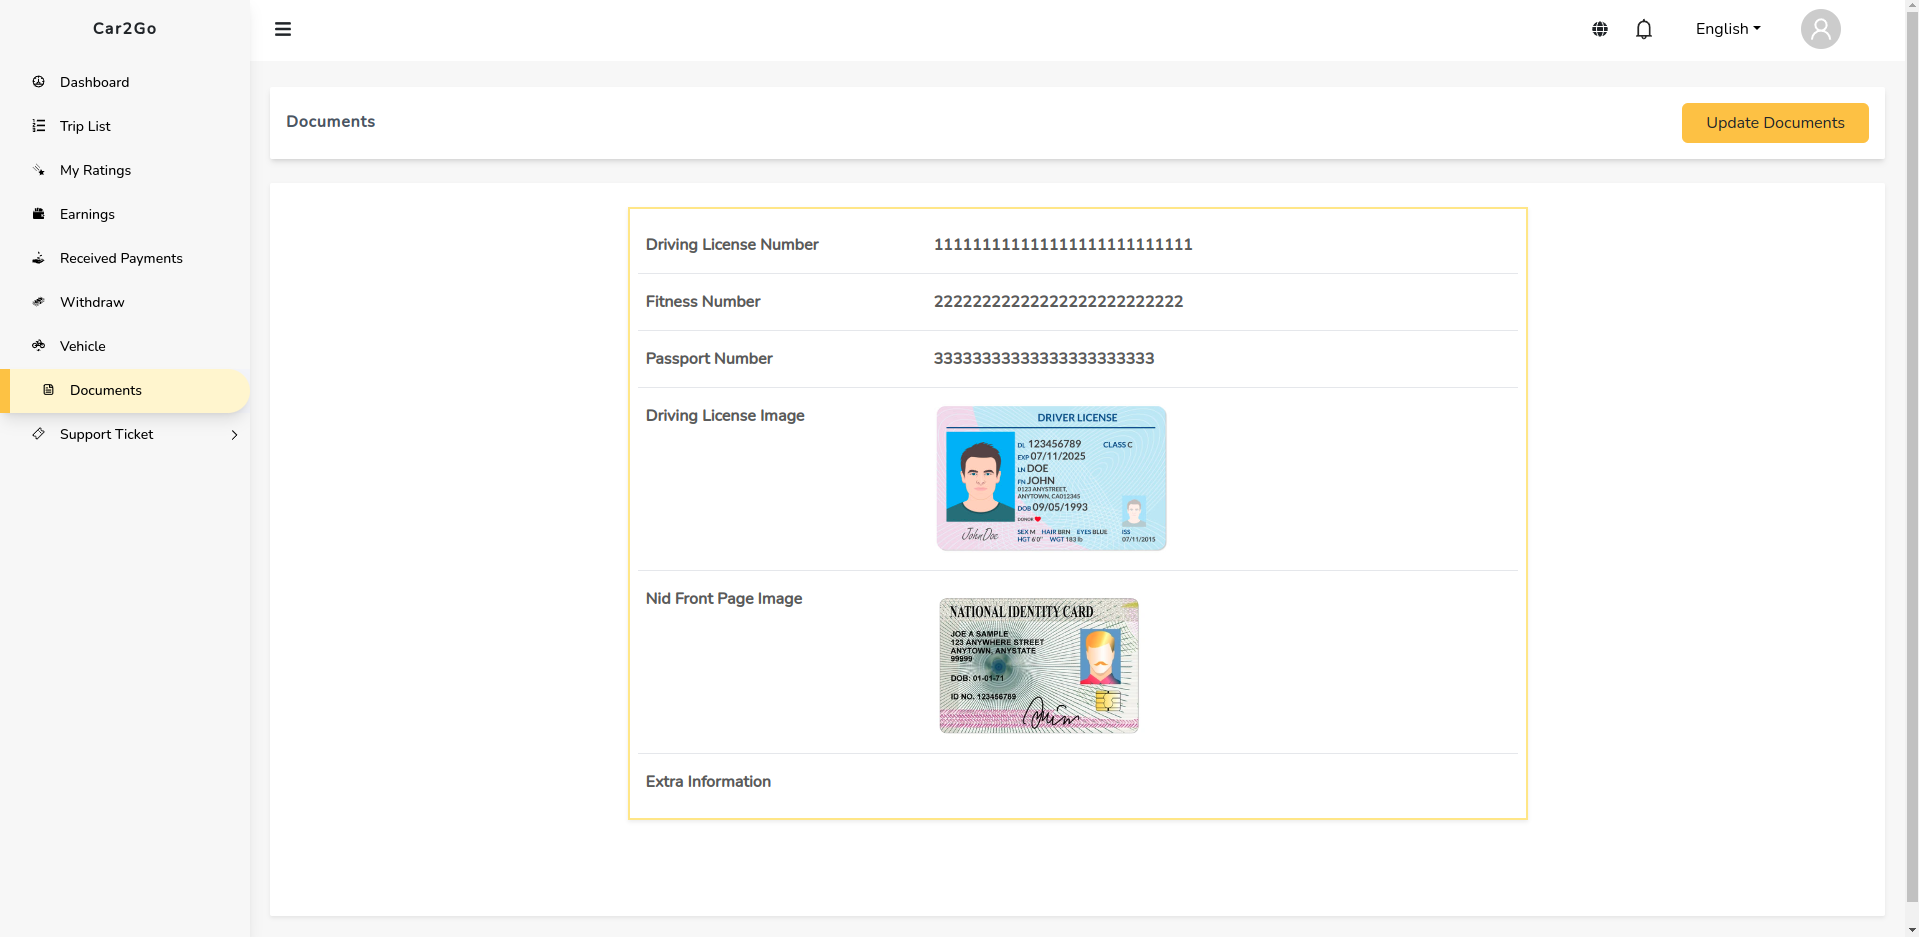 Car2Go
English
Dashboard
Trip List
My Ratings
Earnings
Received Payments
Withdraw
Vehicle
Documents
Support Ticket
Documents
Update Documents
Driving License Number
111111111111111111111111111
Fitness Number
22222222222222222222222222
Passport Number
33333333333333333333333
Driving License Image
DRIVER LICENSE
DL 123456789 CLASS C
EXP 07/11/2025
LN DOE
FN JOHN
0123 ANYSTREET,
ANYTOWN, CA012345
DOB 09/05/1993
DONOR
SEX M HAIR BRN EYES BLUE
HGT 6'0" WGT 183 lb
ISS
07/11/2015
John Doe
Nid Front Page Image
NATIONAL IDENTITY CARD
JOE A SAMPLE
123 ANYWHERE STREET
ANYTOWN, ANYSTATE
99999
DOB: 01-01-71
ID NO. 123456789
Extra Information